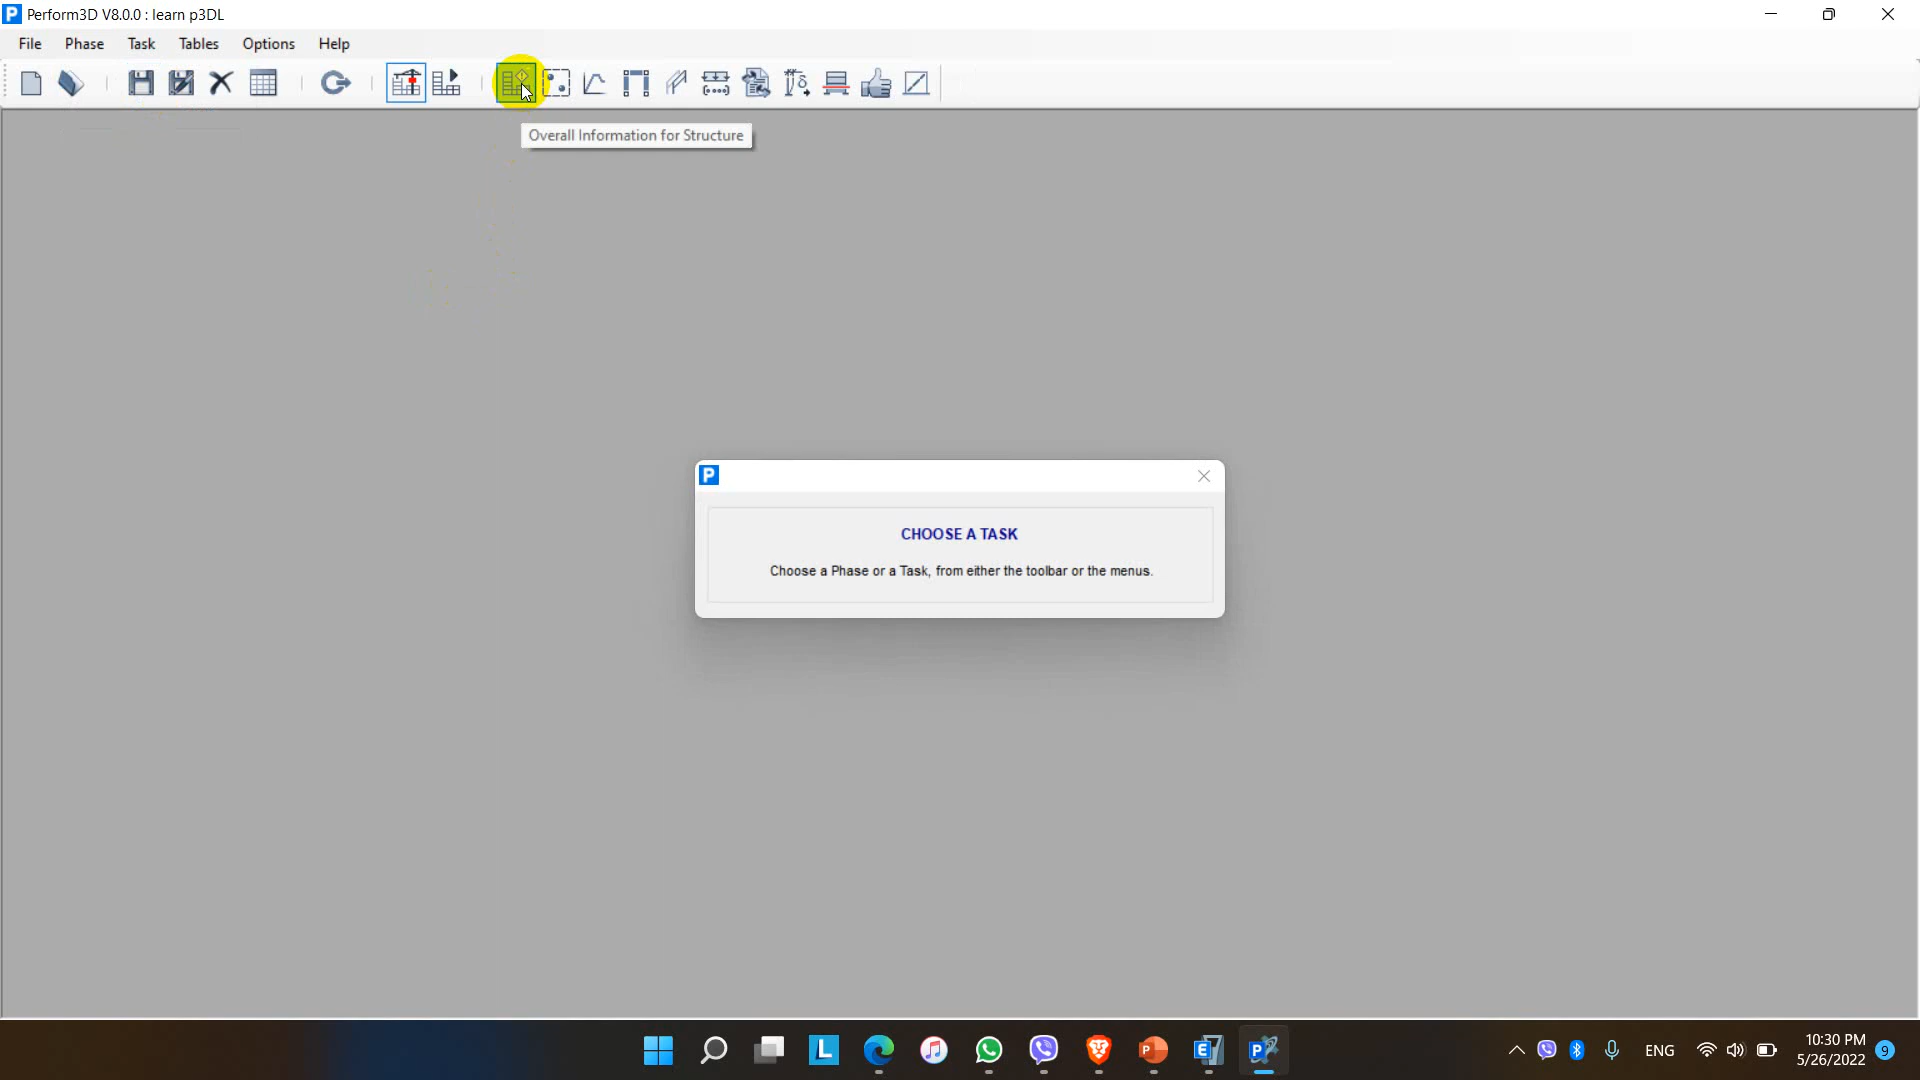 P Perform3D V8.0.0 : learn p3DL
File Phase Task Tables Options Help
Overall Information for Structure
P
CHOOSE A TASK
Choose a Phase or a Task, from either the toolbar or the menus.
L P E P ENG 10:30 PM 9
5/26/2022